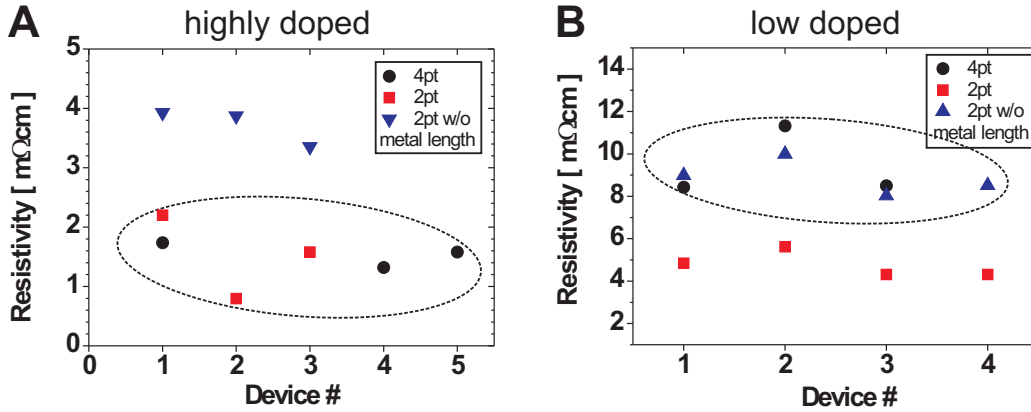 A
highly doped
5
4
3
2
1
0
Resistivity [ mΩcm]
4pt
2pt
2pt w/o
metal length
0
1
2
3
4
5
Device #
B
low doped
14
12
10
8
6
4
2
Resistivity [ mΩcm]
4pt
2pt
2pt w/o
metal length
1
2
3
4
Device #